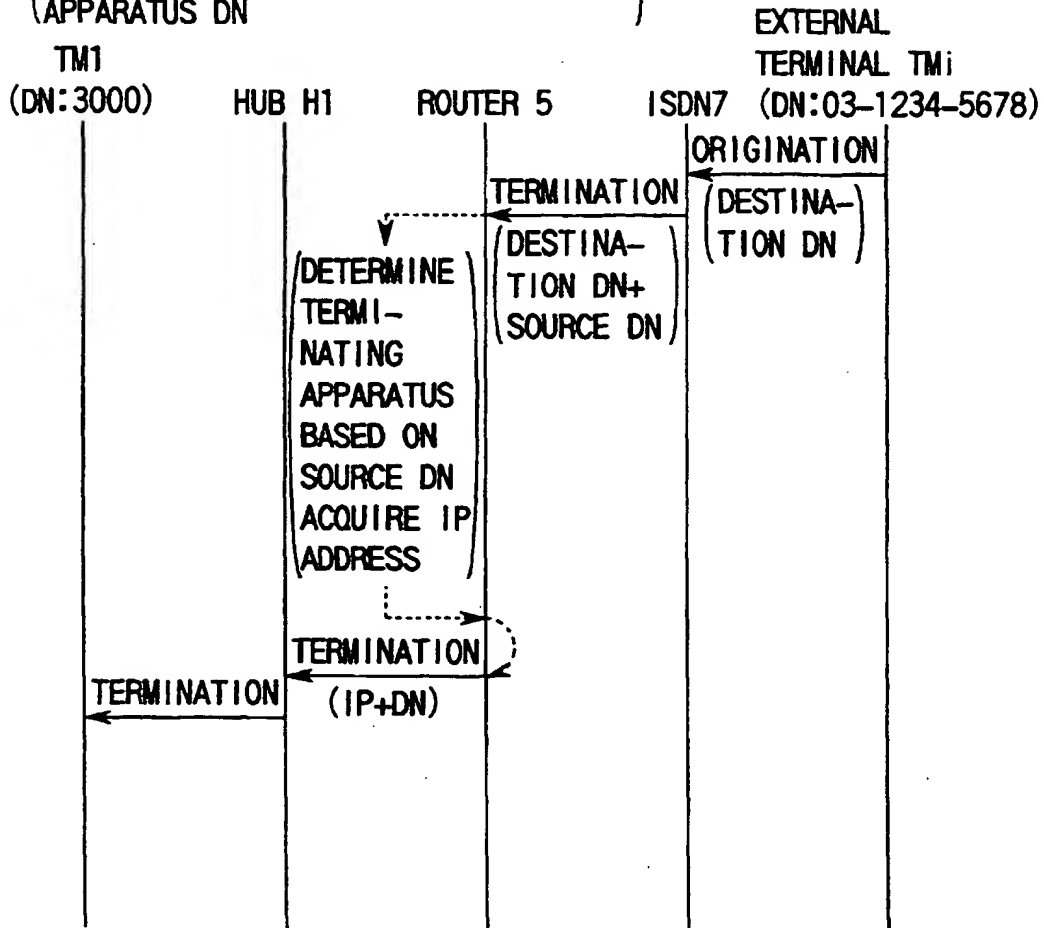 APPARATUS DN
EXTERNAL
TM1
TERMINAL TMi
(DN:3000) HUB H1 ROUTER 5 ISDN7 (DN:03-1234-5678)
ORIGINATION
(DESTINA-
TION DN)
TERMINATION
(DESTINA-
TION DN+
SOURCE DN)
(DETERMINE
TERMI-
NATING
APPARATUS
BASED ON
SOURCE DN
ACQUIRE IP
ADDRESS)
TERMINATION
(IP+DN)
TERMINATION